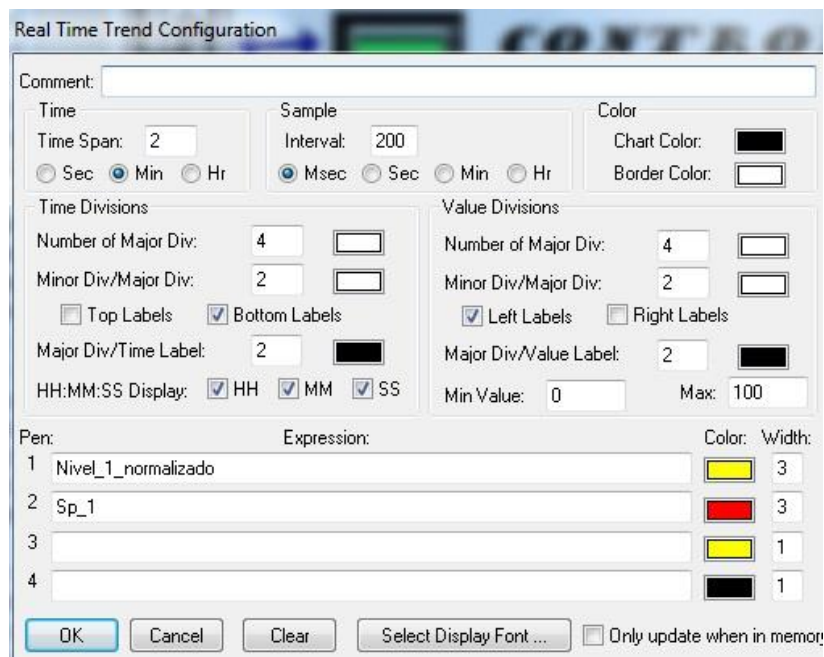 Real Time Trend Configuration
Comment:
Time
Sample
Color
Time Span: 2
Interval: 200
Chart Color:
Sec Min Hr
Msec Sec Min Hr
Border Color:
Time Divisions
Value Divisions
Number of Major Div: 4
Number of Major Div: 4
Minor Div/Major Div: 2
Minor Div/Major Div: 2
Top Labels Bottom Labels
Left Labels Right Labels
Major Div/Time Label: 2
Major Div/Value Label: 2
HH:MM:SS Display: HH MM SS
Min Value: 0 Max: 100
Pen: Expression: Color: Width:
1 Nivel_1_normalizado 3
2 Sp_1 3
3 1
4 1
OK Cancel Clear Select Display Font ... Only update when in memory